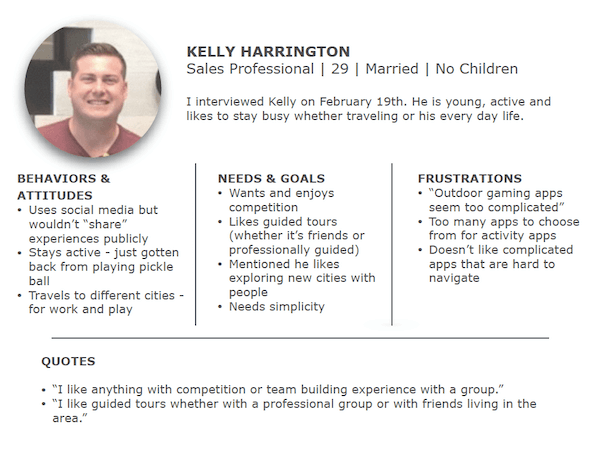 KELLY HARRINGTON
Sales Professional | 29 | Married | No Children
I interviewed Kelly on February 19th. He is young, active and
likes to stay busy whether traveling or his every day life.
BEHAVIORS &
ATTITUDES
• Uses social media but
wouldn't “share”
experiences publicly
• Stays active - just gotten
back from playing pickle
ball
• Travels to different cities -
for work and play
NEEDS & GOALS
• Wants and enjoys
competition
• Likes guided tours
(whether it's friends or
professionally guided)
• Mentioned he likes
exploring new cities with
people
• Needs simplicity
FRUSTRATIONS
• “Outdoor gaming apps
seem too complicated”
• Too many apps to choose
from for activity apps
• Doesn't like complicated
apps that are hard to
navigate
QUOTES
• “I like anything with competition or team building experience with a group.”
• “I like guided tours whether with a professional group or with friends living in the
area.”